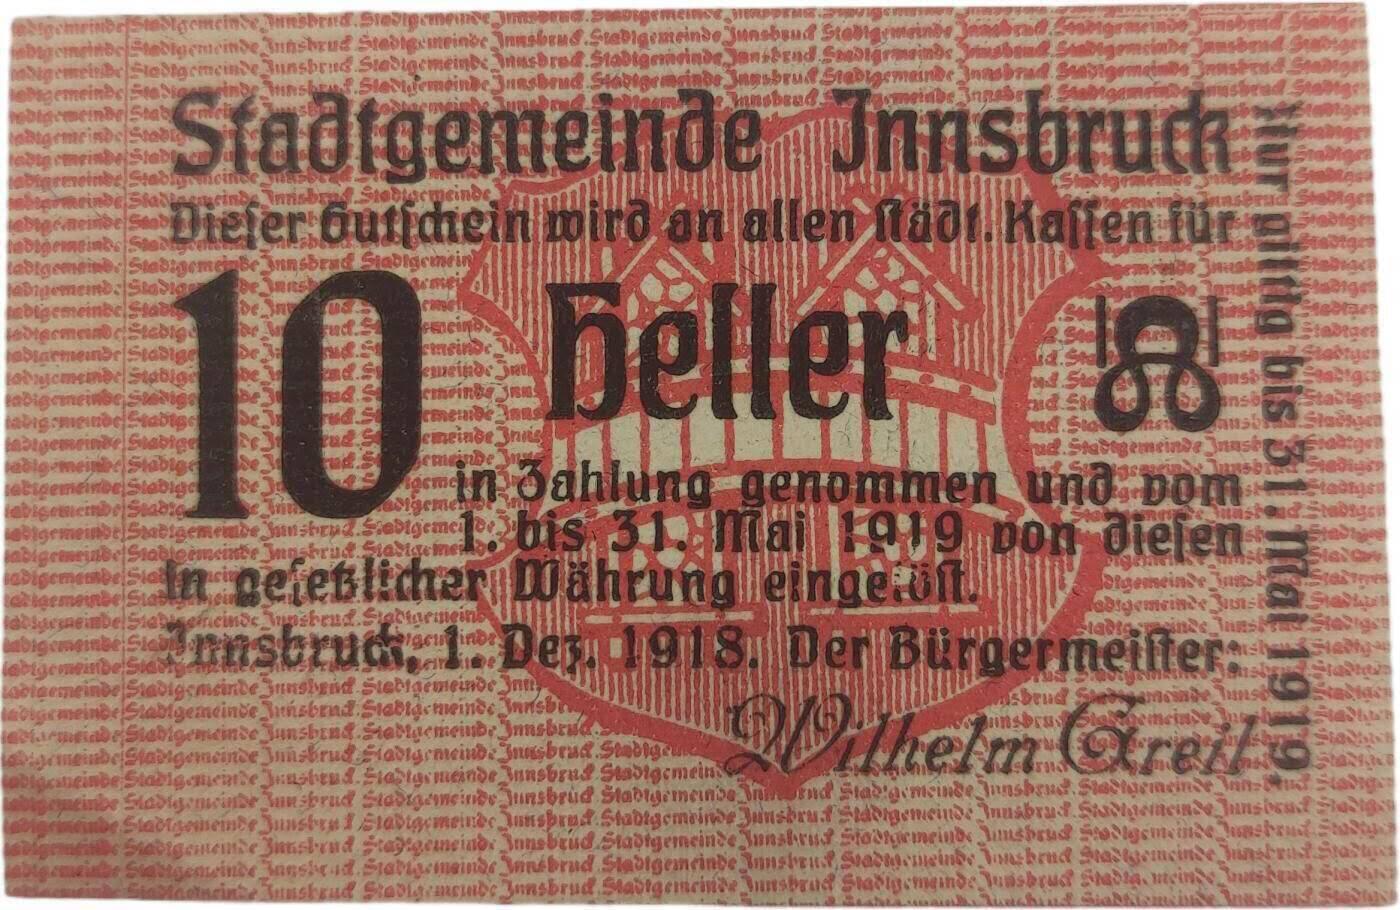 Stadtgemeinde Innsbruck
Dieser Gutschein wird an allen städt. Kassen für
10 Heller
in Zahlung genommen und vom
1. bis 31. Mai 1919 von diesen
in gesetzlicher Währung eingelöst.
Innsbruck, 1. Dez. 1918. Der Bürgermeister:
Wilhelm Greil
Nur giltig bis 31. Mai 1919.